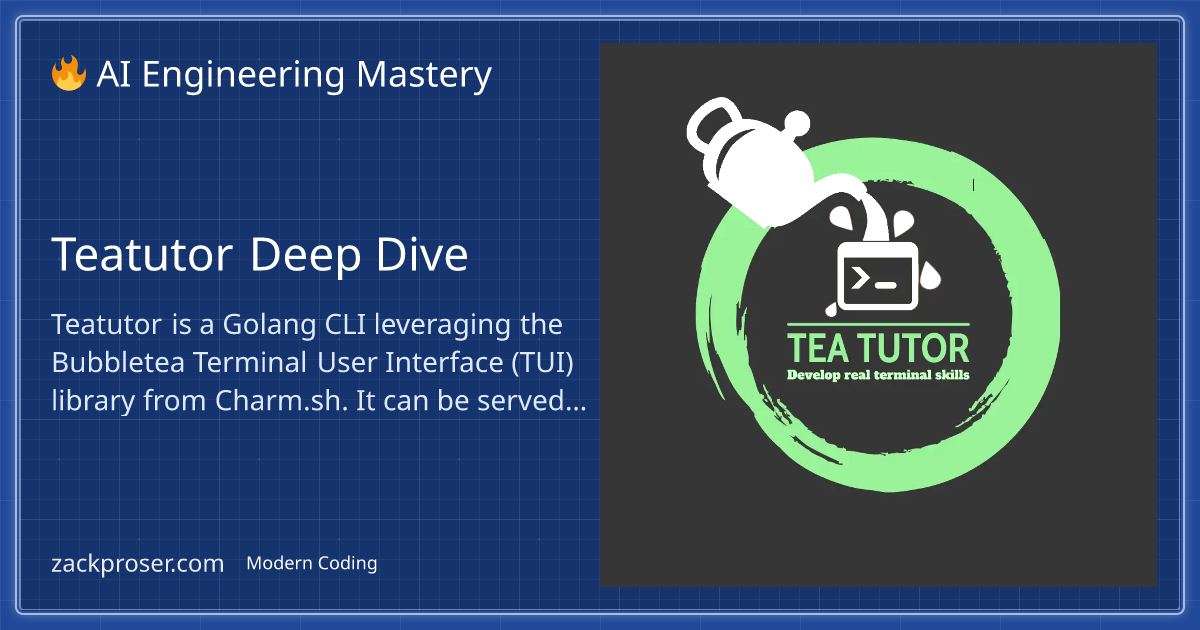 🔥 AI Engineering Mastery
Teatutor Deep Dive
Teatutor is a Golang CLI leveraging the
Bubbletea Terminal User Interface (TUI)
library from Charm.sh. It can be served...
zackproser.com Modern Coding
>_
TEA TUTOR
Develop real terminal skills